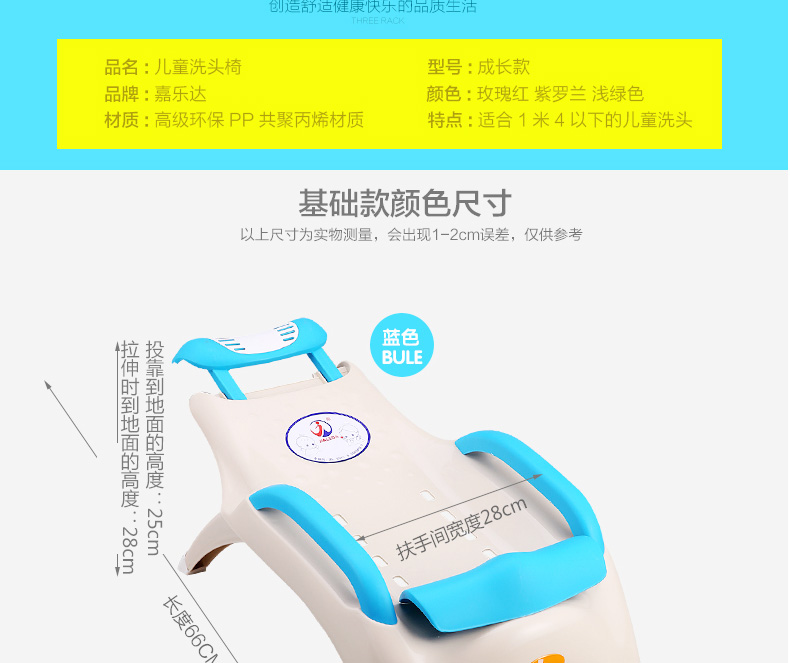 创造舒适健康快乐的品质生活
THREE RACK
品名：儿童洗头椅
型号：成长款
品牌：嘉乐达
颜色：玫瑰红 紫罗兰 浅绿色
材质：高级环保 PP 共聚丙烯材质
特点：适合 1 米 4 以下的儿童洗头
基础款颜色尺寸
以上尺寸为实物测量，会出现1-2cm误差，仅供参考
蓝色
BULE
投靠到地面的高度：25cm
拉伸时到地面的高度：28cm
扶手间宽度28cm
长度66CM